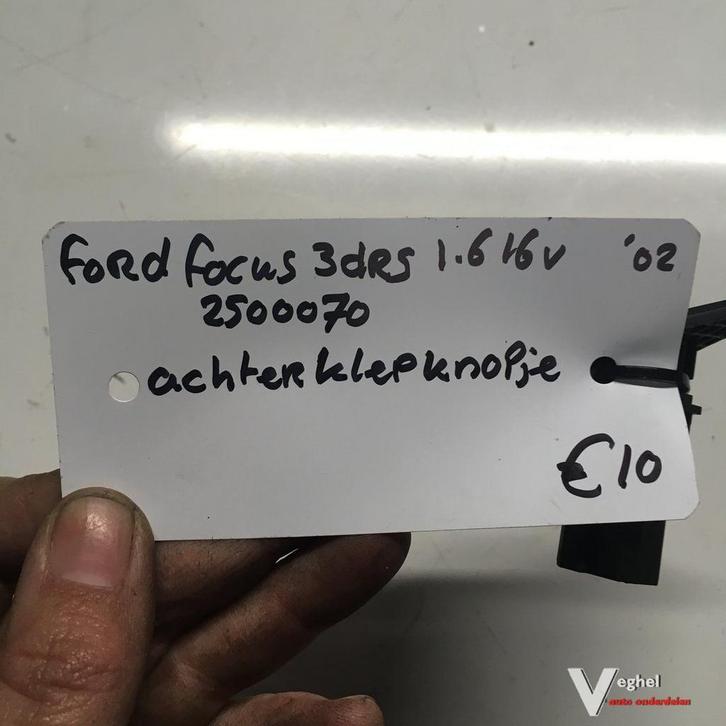 Ford focus 3drs 1.6 16v '02
2500070
achterklepknopje
€10
Veghel
auto onderdelen